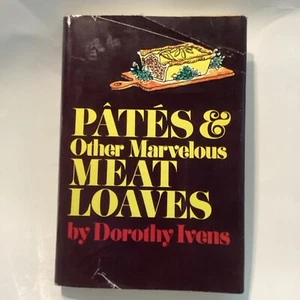 PÂTÉS &
Other Marvelous
MEAT
LOAVES
by Dorothy Ivens